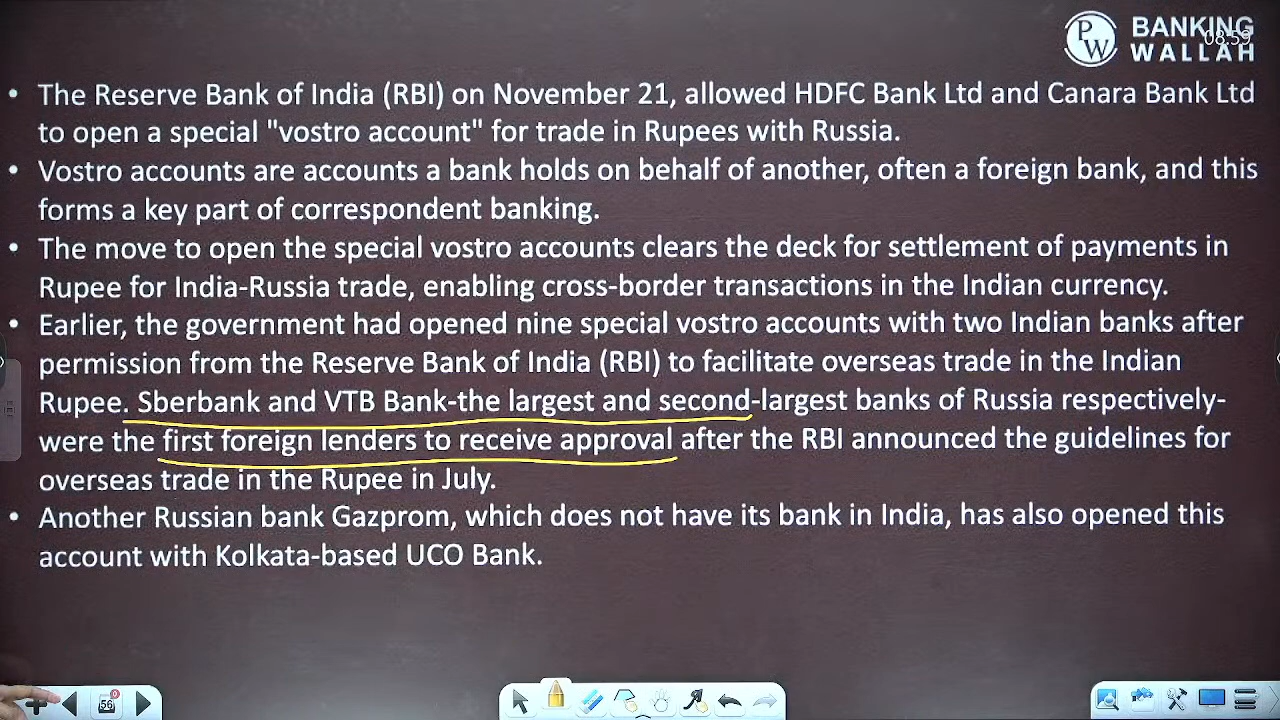 PW BANKING
WALLAH
08:59
• The Reserve Bank of India (RBI) on November 21, allowed HDFC Bank Ltd and Canara Bank Ltd
to open a special "vostro account" for trade in Rupees with Russia.
• Vostro accounts are accounts a bank holds on behalf of another, often a foreign bank, and this
forms a key part of correspondent banking.
• The move to open the special vostro accounts clears the deck for settlement of payments in
Rupee for India-Russia trade, enabling cross-border transactions in the Indian currency.
• Earlier, the government had opened nine special vostro accounts with two Indian banks after
permission from the Reserve Bank of India (RBI) to facilitate overseas trade in the Indian
Rupee. Sberbank and VTB Bank-the largest and second-largest banks of Russia respectively-
were the first foreign lenders to receive approval after the RBI announced the guidelines for
overseas trade in the Rupee in July.
• Another Russian bank Gazprom, which does not have its bank in India, has also opened this
account with Kolkata-based UCO Bank.
56
0